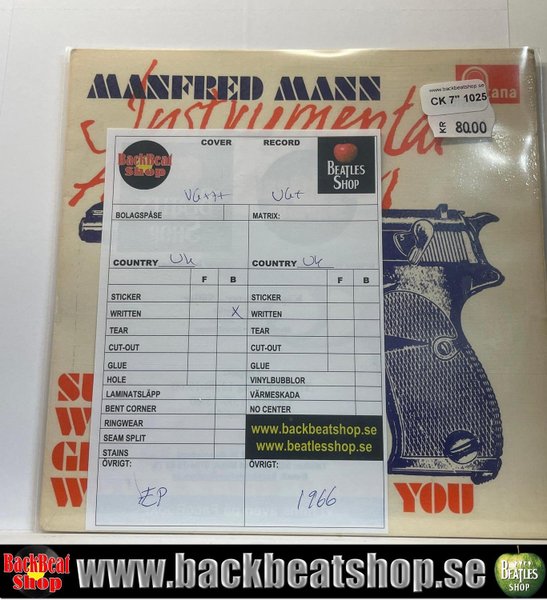 MANFRED MANN
Instrumental
A
tana
www.backbeatshop.se
CK 7" 1025
KR 80.00
COVER RECORD
BackBeat
Shop
BEATLES
SHOP
VG+/+ VG+
BOLAGSPÅSE MATRIX:
COUNTRY UK COUNTRY UK
F B F B
STICKER STICKER
WRITTEN X WRITTEN
TEAR TEAR
CUT-OUT CUT-OUT
GLUE GLUE
HOLE VINYLBUBBLOR
LAMINATSLÄPP VÄRMESKADA
BENT CORNER NO CENTER
RINGWEAR
SEAM SPLIT
STAINS
www.backbeatshop.se
www.beatlesshop.se
ÖVRIGT: ÖVRIGT:
EP 1966
S
W
G
W YOU
BackBeat
Shop
www.backbeatshop.se
BEATLES
SHOP